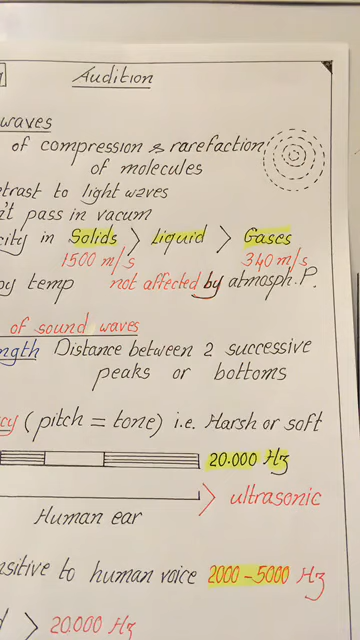 Audition
waves
of compression & rarefaction
of molecules
trast to light waves
n't pass in vacum
city in Solids > Liquid > Gases
1500 m/s 340 m/s
by temp not affected by atmosph.P.
of sound waves
ngth Distance between 2 successive
peaks or bottoms
cy (pitch = tone) i.e. Harsh or soft
20.000 Hz
> ultrasonic
Human ear
nsitive to human voice 2000-5000 Hz
d > 20.000 Hz